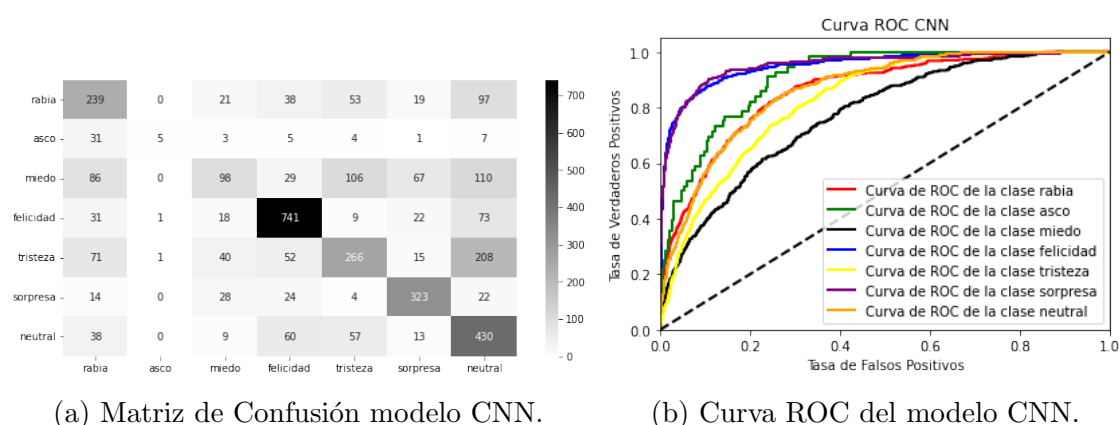 rabia 239 0 21 38 53 19 97
asco 31 5 3 5 4 1 7
miedo 86 0 98 29 106 67 110
felicidad 31 1 18 741 9 22 73
tristeza 71 1 40 52 266 15 208
sorpresa 14 0 28 24 4 323 22
neutral 38 0 9 60 57 13 430
rabia asco miedo felicidad tristeza sorpresa neutral
700
600
500
400
300
200
100
0
(a) Matriz de Confusión modelo CNN.
Curva ROC CNN
Tasa de Verdaderos Positivos
1.0
0.8
0.6
0.4
0.2
0.0
Curva de ROC de la clase rabia
Curva de ROC de la clase asco
Curva de ROC de la clase miedo
Curva de ROC de la clase felicidad
Curva de ROC de la clase tristeza
Curva de ROC de la clase sorpresa
Curva de ROC de la clase neutral
0.0 0.2 0.4 0.6 0.8 1.0
Tasa de Falsos Positivos
(b) Curva ROC del modelo CNN.